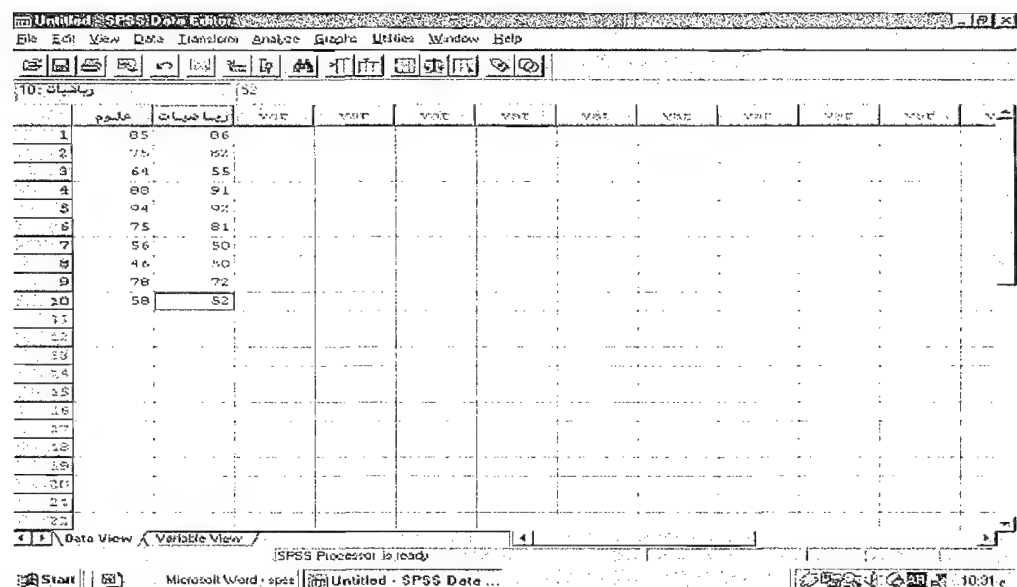 Untitled - SPSS Data Editor
File Edit View Data Transform Analyze Graphs Utilities Window Help
10: رياضيات 52
علوم رياضيات var var var var var var var var var
1 85 86
2 75 82
3 64 55
4 88 91
5 94 92
6 75 81
7 56 50
8 46 50
9 78 72
10 58 52
11
12
13
14
15
16
17
18
19
20
21
22
Data View Variable View
SPSS Processor is ready
Start Microsoft Word - spss Untitled - SPSS Data ... 10:31 م